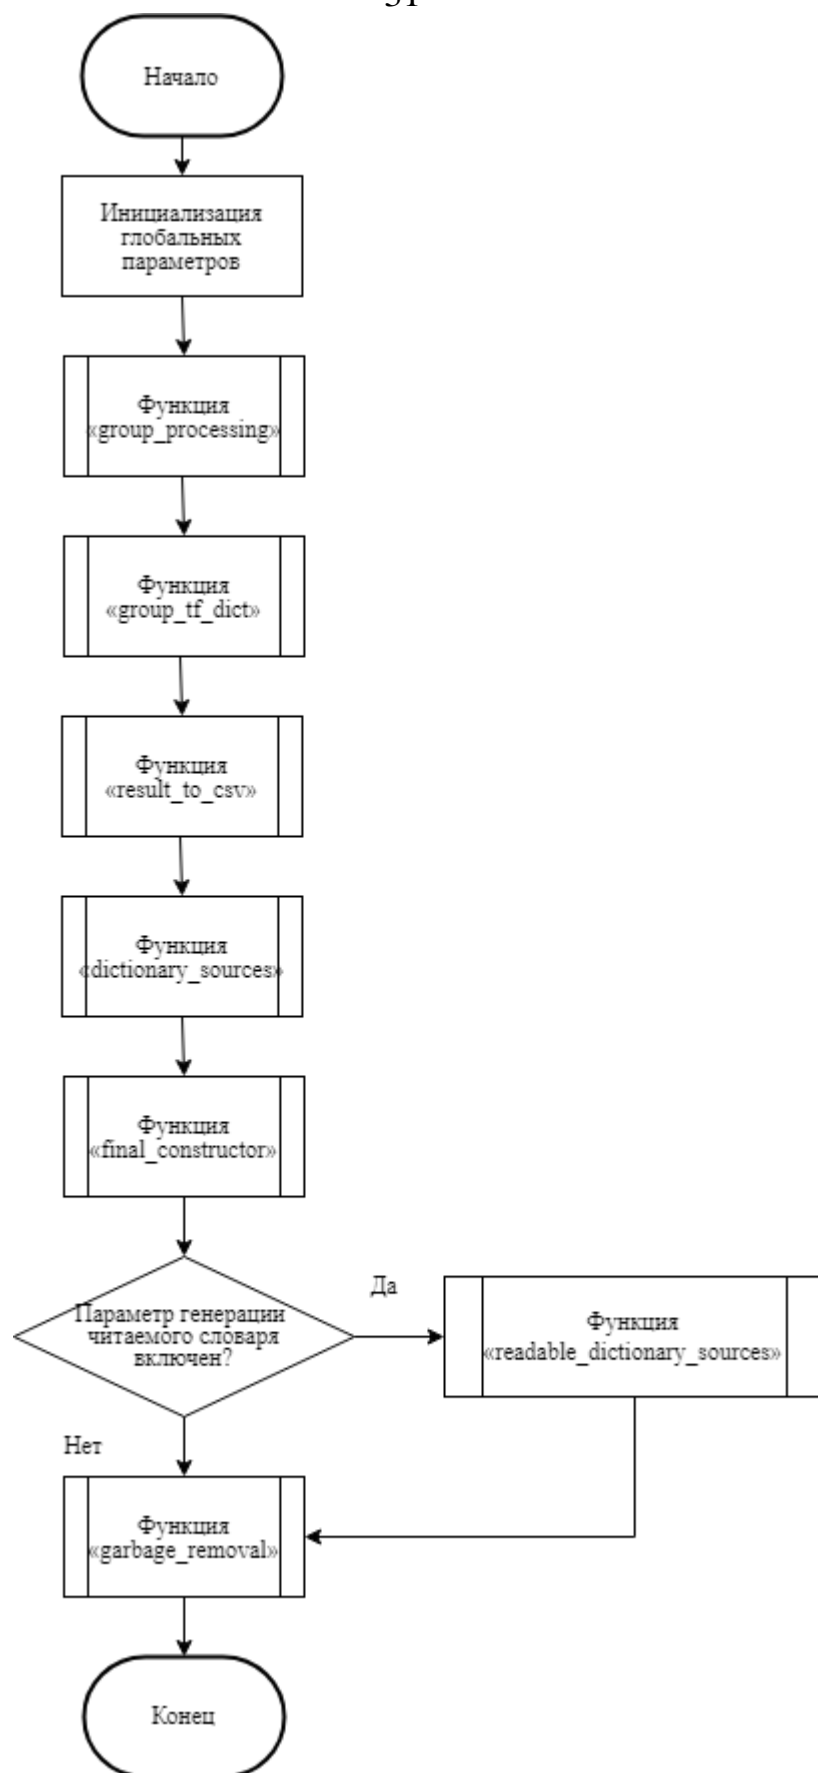 Начало
Инициализация
глобальных
параметров
Функция
«group_processing»
Функция
«group_tf_dict»
Функция
«result_to_csv»
Функция
«dictionary_sources»
Функция
«final_constructor»
Параметр генерации
читаемого словаря
включен?
Да
Функция
«readable_dictionary_sources»
Нет
Функция
«garbage_removal»
Конец